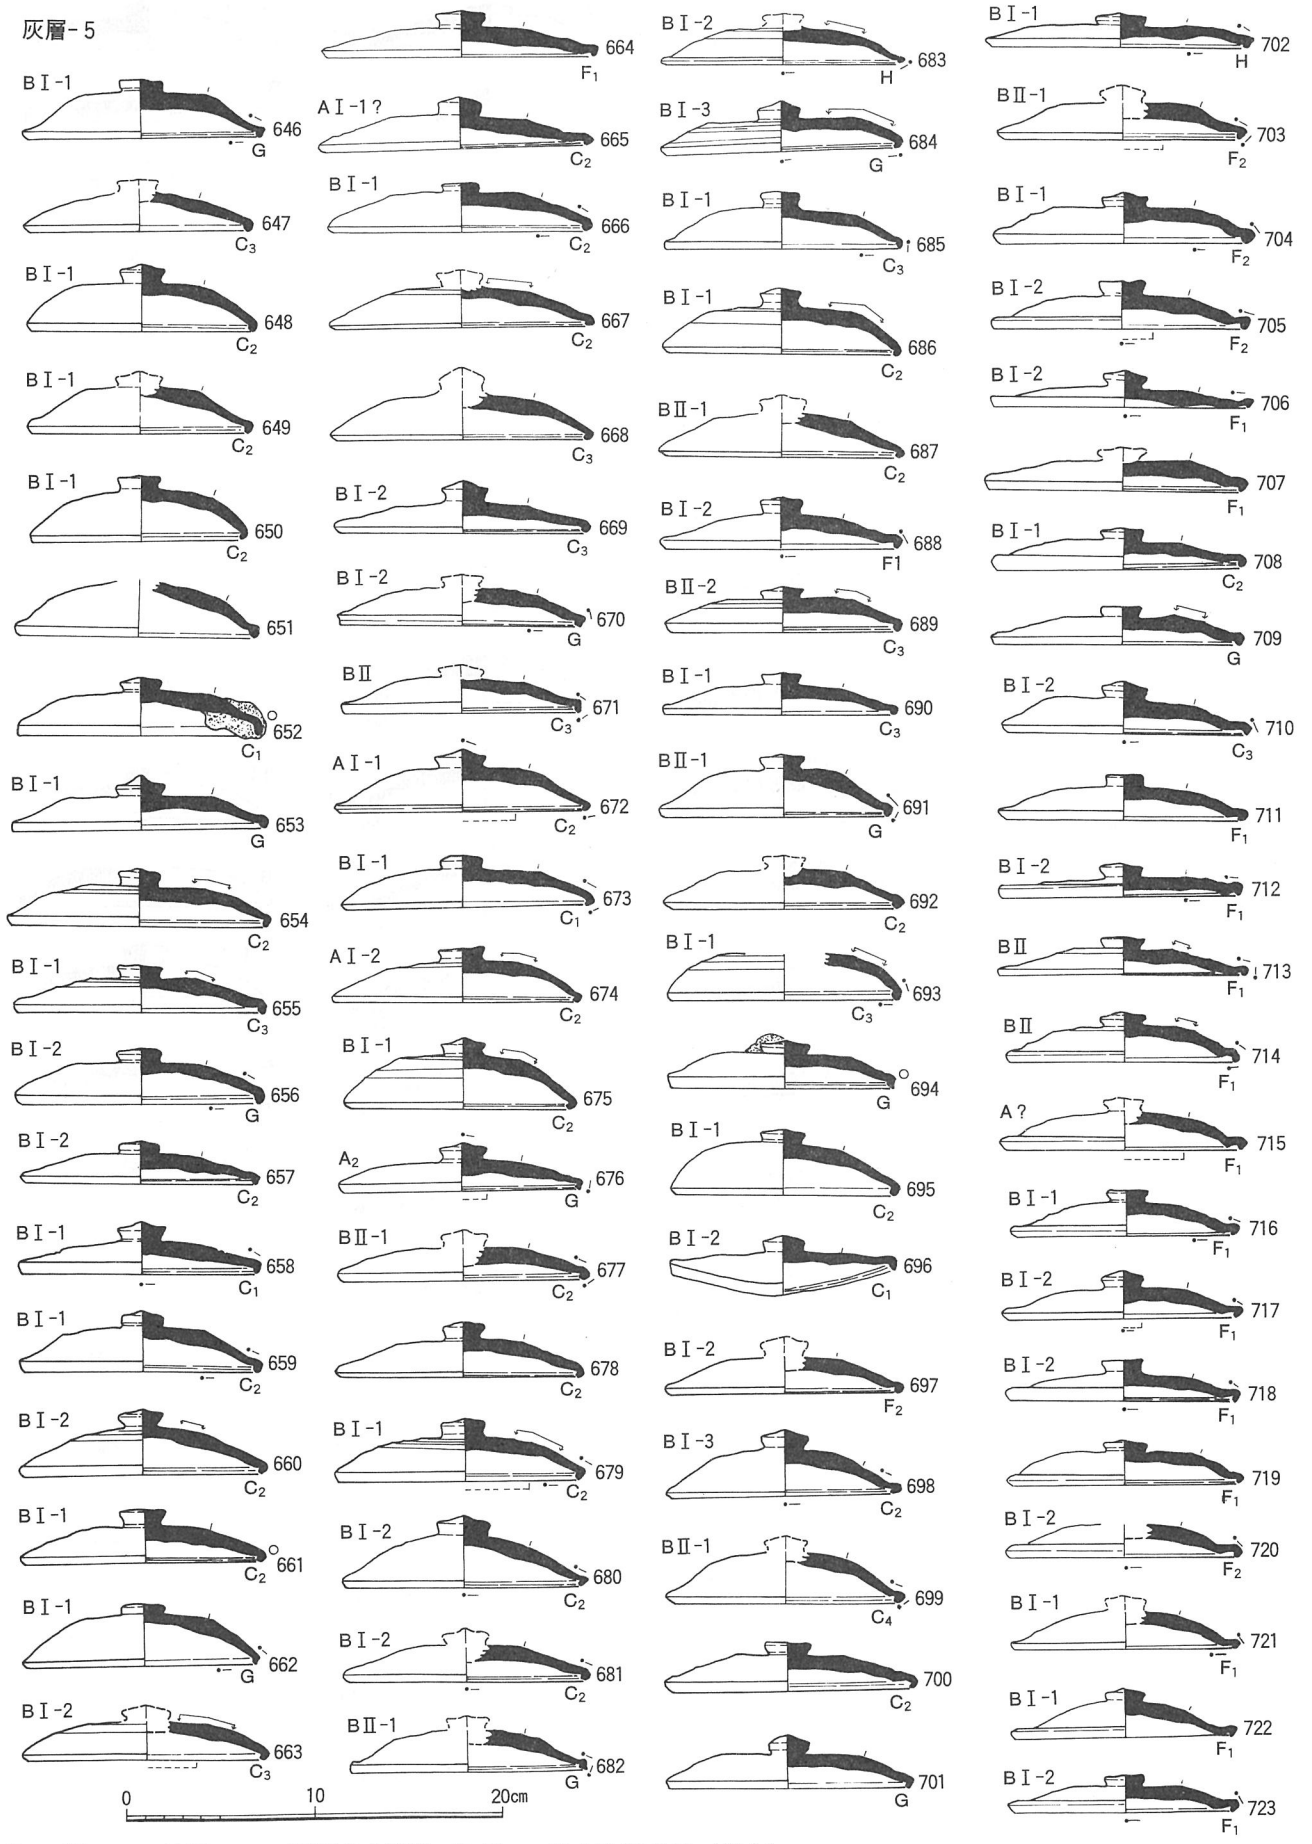 灰層-5
BⅠ-1
646
G
647
C3
BⅠ-1
648
C2
BⅠ-1
649
C2
BⅠ-1
650
C2
651
652
C1
BⅠ-1
653
G
654
C2
BⅠ-1
655
C3
BⅠ-2
656
G
BⅠ-2
657
C2
BⅠ-1
658
C1
BⅠ-1
659
C2
BⅠ-2
660
C2
BⅠ-1
661
C2
BⅠ-1
662
G
BⅠ-2
663
C3
664
F1
AⅠ-1?
665
C2
BⅠ-1
666
C2
667
C2
668
C3
BⅠ-2
669
C3
BⅠ-2
670
G
BⅡ
671
C3
AⅠ-1
672
C2
BⅠ-1
673
C1
AⅠ-2
674
C2
BⅠ-1
675
C2
A2
676
G
BⅡ-1
677
C2
678
C2
BⅠ-1
679
C2
BⅠ-2
680
C2
BⅠ-2
681
C2
BⅡ-1
682
G
BⅠ-2
683
H
BⅠ-3
684
G
BⅠ-1
685
C3
BⅠ-1
686
C2
BⅡ-1
687
C2
BⅠ-2
688
F1
BⅡ-2
689
C3
BⅠ-1
690
C3
BⅡ-1
691
G
692
C2
BⅠ-1
693
C3
694
G
BⅠ-1
695
C2
BⅠ-2
696
C1
BⅠ-2
697
F2
BⅠ-3
698
C2
BⅡ-1
699
C4
700
C2
701
G
BⅠ-1
702
H
BⅡ-1
703
F2
BⅠ-1
704
F2
BⅠ-2
705
F2
BⅠ-2
706
F1
707
F1
BⅠ-1
708
C2
709
G
BⅠ-2
710
C3
711
F1
BⅠ-2
712
F1
BⅡ
713
F1
BⅡ
714
F1
A?
715
F1
BⅠ-1
716
F1
BⅠ-2
717
F1
BⅠ-2
718
F1
719
F1
BⅠ-2
720
F2
BⅠ-1
721
F1
BⅠ-1
722
F1
BⅠ-2
723
F1
0 10 20cm